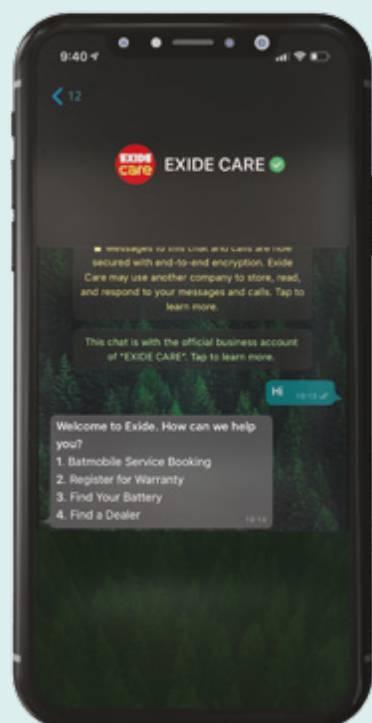 9:40
12
EXIDE
care
EXIDE CARE
Messages to this chat and calls are now
secured with end-to-end encryption. Exide
Care may use another company to store, read,
and respond to your messages and calls. Tap to
learn more.
This chat is with the official business account
of "EXIDE CARE". Tap to learn more.
Hi
Welcome to Exide. How can we help
you?
1. Batmobile Service Booking
2. Register for Warranty
3. Find Your Battery
4. Find a Dealer